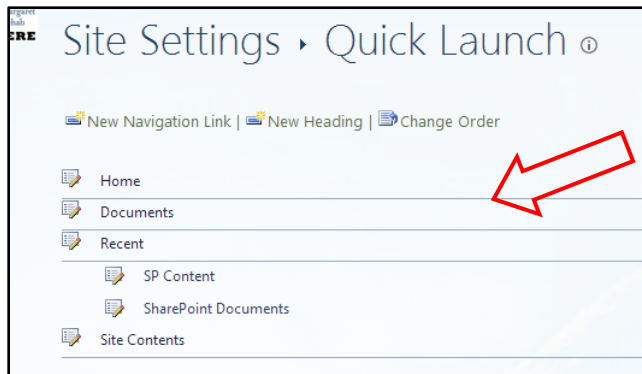 ERE
Site Settings › Quick Launch
New Navigation Link | New Heading | Change Order
Home
Documents
Recent
SP Content
SharePoint Documents
Site Contents